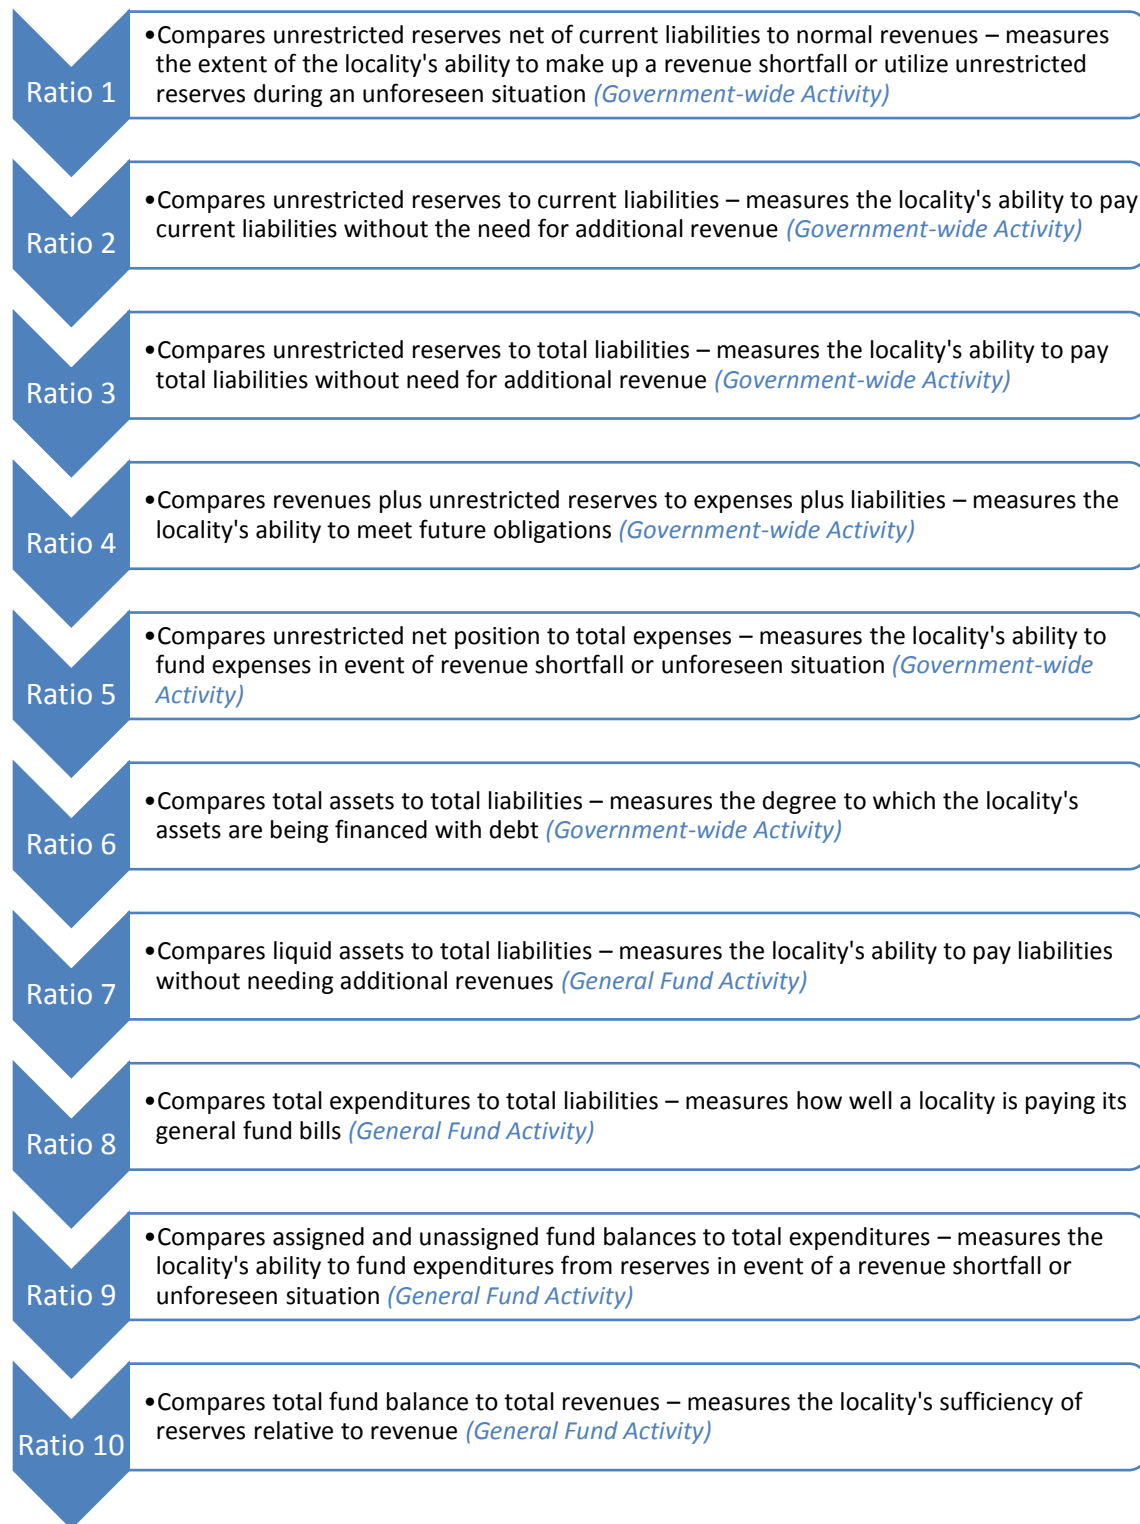 Ratio 1
•Compares unrestricted reserves net of current liabilities to normal revenues – measures
the extent of the locality's ability to make up a revenue shortfall or utilize unrestricted
reserves during an unforeseen situation (Government-wide Activity)
Ratio 2
•Compares unrestricted reserves to current liabilities – measures the locality's ability to pay
current liabilities without the need for additional revenue (Government-wide Activity)
Ratio 3
•Compares unrestricted reserves to total liabilities – measures the locality's ability to pay
total liabilities without need for additional revenue (Government-wide Activity)
Ratio 4
•Compares revenues plus unrestricted reserves to expenses plus liabilities – measures the
locality's ability to meet future obligations (Government-wide Activity)
Ratio 5
•Compares unrestricted net position to total expenses – measures the locality's ability to
fund expenses in event of revenue shortfall or unforeseen situation (Government-wide
Activity)
Ratio 6
•Compares total assets to total liabilities – measures the degree to which the locality's
assets are being financed with debt (Government-wide Activity)
Ratio 7
•Compares liquid assets to total liabilities – measures the locality's ability to pay liabilities
without needing additional revenues (General Fund Activity)
Ratio 8
•Compares total expenditures to total liabilities – measures how well a locality is paying its
general fund bills (General Fund Activity)
Ratio 9
•Compares assigned and unassigned fund balances to total expenditures – measures the
locality's ability to fund expenditures from reserves in event of a revenue shortfall or
unforeseen situation (General Fund Activity)
Ratio 10
•Compares total fund balance to total revenues – measures the locality's sufficiency of
reserves relative to revenue (General Fund Activity)